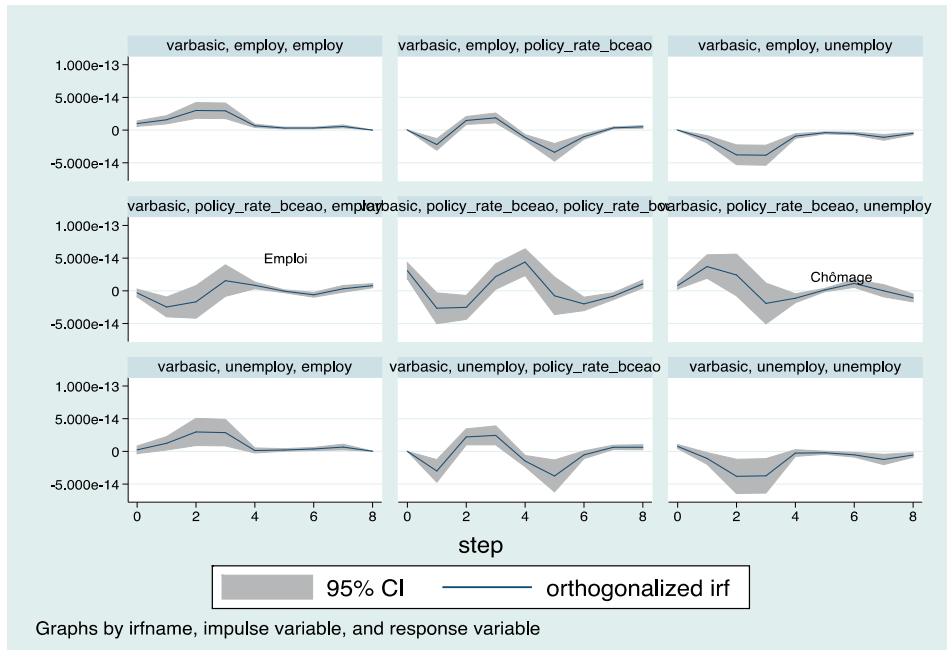 varbasic, employ, employ
varbasic, employ, policy_rate_bceao
varbasic, employ, unemploy
1.000e-13
5.000e-14
0
-5.000e-14
varbasic, policy_rate_bceao, employ
varbasic, policy_rate_bceao, policy_rate_bceao
varbasic, policy_rate_bceao, unemploy
1.000e-13
5.000e-14
0
-5.000e-14
Emploi
Chômage
varbasic, unemploy, employ
varbasic, unemploy, policy_rate_bceao
varbasic, unemploy, unemploy
1.000e-13
5.000e-14
0
-5.000e-14
0 2 4 6 8
0 2 4 6 8
0 2 4 6 8
step
95% CI
orthogonalized irf
Graphs by irfname, impulse variable, and response variable